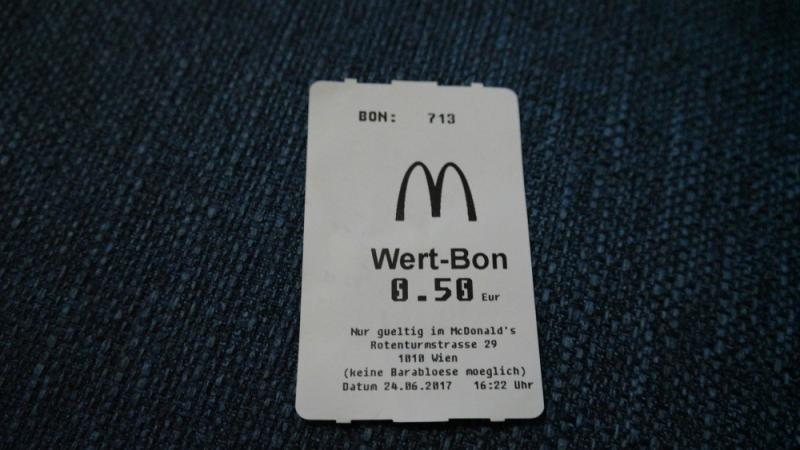 BON: 713
Wert-Bon
0.50 Eur
Nur gueltig im McDonald's
Rotenturmstrasse 29
1010 Wien
(keine Barabloese moeglich)
Datum 24.06.2017 16:22 Uhr